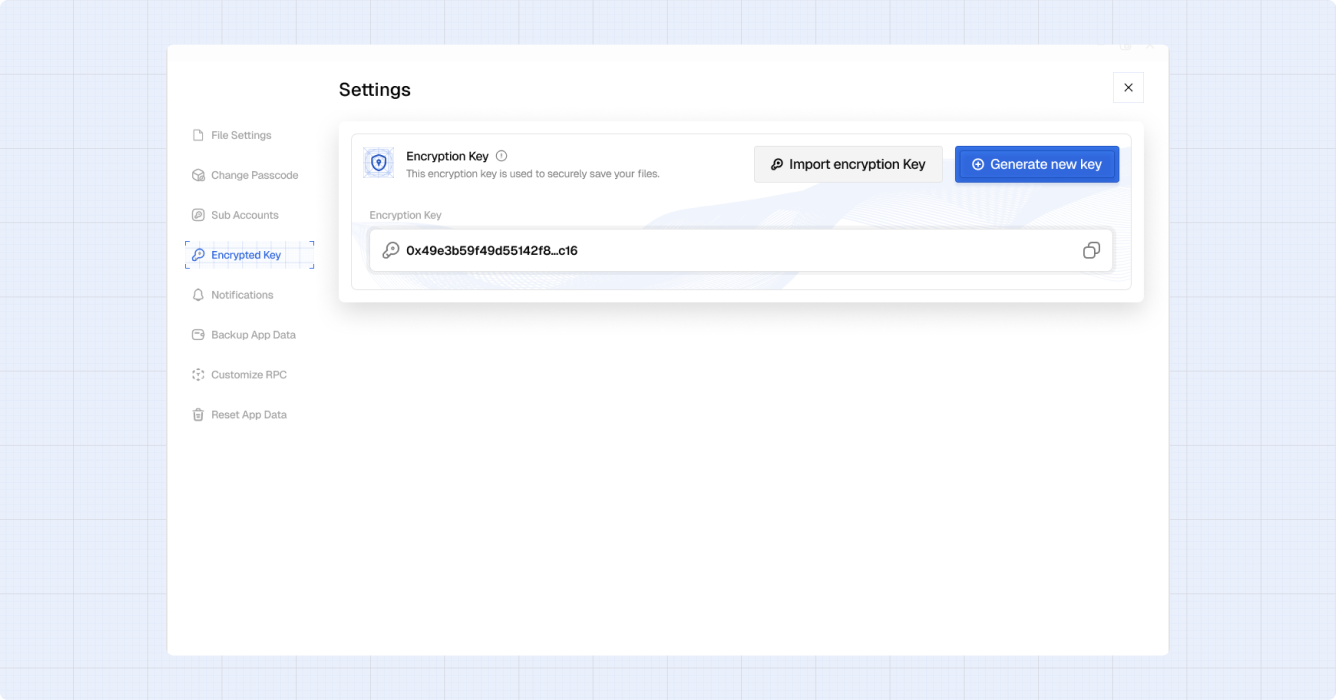 Settings
File Settings
Change Passcode
Sub Accounts
Encrypted Key
Notifications
Backup App Data
Customize RPC
Reset App Data
Encryption Key
This encryption key is used to securely save your files.
Import encryption Key
Generate new key
Encryption Key
0x49e3b59f49d55142f8...c16